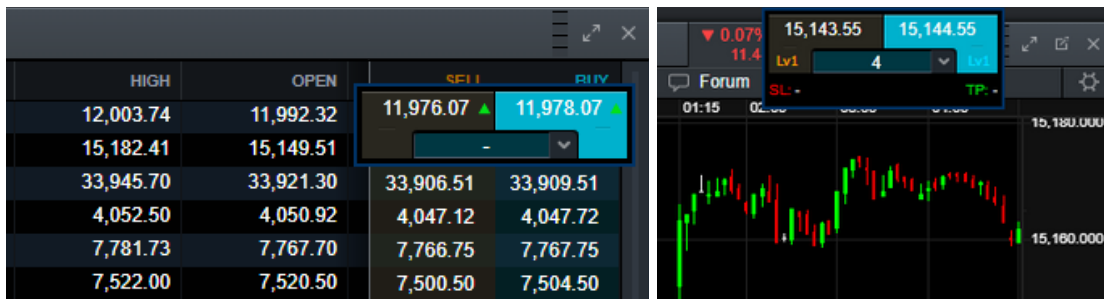 HIGH OPEN SELL BUY
12,003.74 11,992.32 11,976.07 11,978.07
15,182.41 15,149.51 -
33,945.70 33,921.30 33,906.51 33,909.51
4,052.50 4,050.92 4,047.12 4,047.72
7,781.73 7,767.70 7,766.75 7,767.75
7,522.00 7,520.50 7,500.50 7,504.50
0.07%
11.4
15,143.55 15,144.55
Lv1 4 Lv1
Forum
SL: - TP: -
01:15
15,180.000
15,160.000